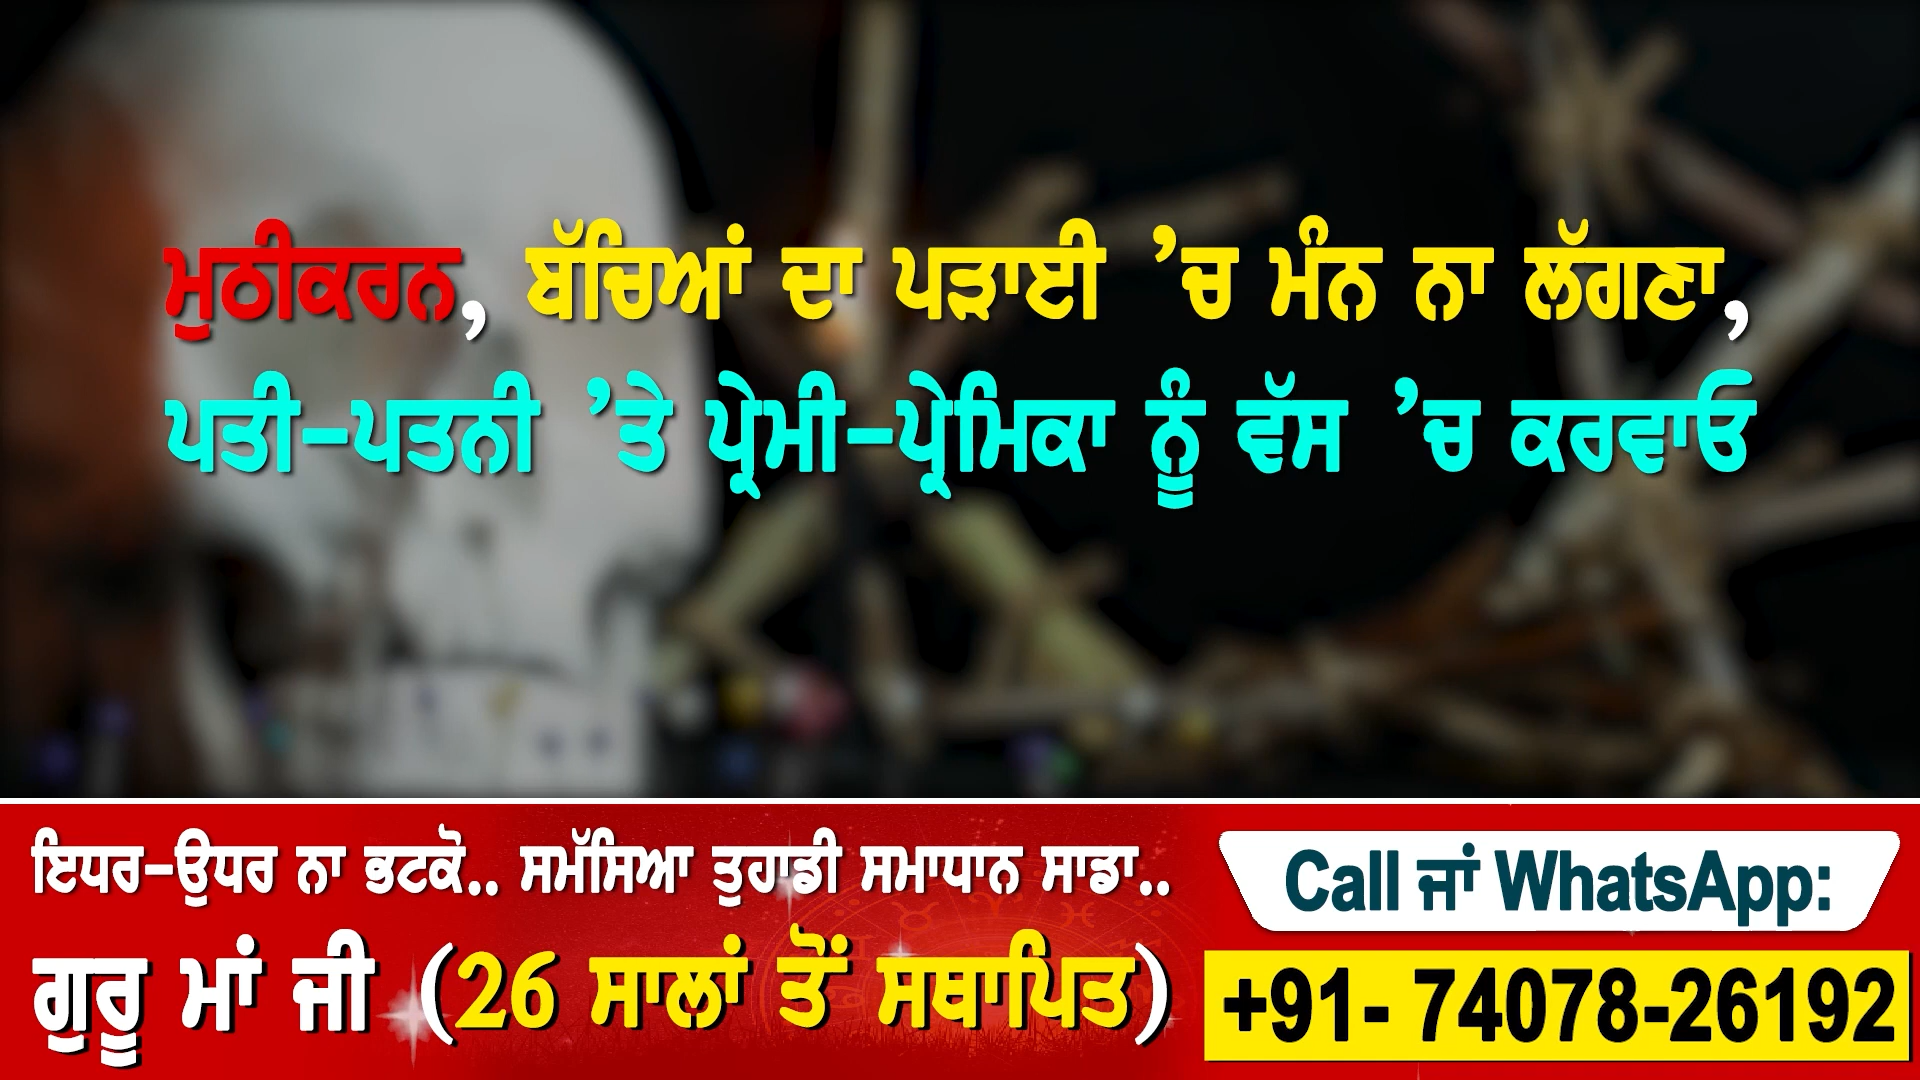 ਮੁਠੀਕਰਨ, ਬੱਚਿਆਂ ਦਾ ਪੜਾਈ ’ਚ ਮੰਨ ਨਾ ਲੱਗਣਾ,
ਪਤੀ-ਪਤਨੀ ’ਤੇ ਪ੍ਰੇਮੀ-ਪ੍ਰੇਮਿਕਾ ਨੂੰ ਵੱਸ ’ਚ ਕਰਵਾਓ
ਇਧਰ-ਉਧਰ ਨਾ ਭਟਕੋ.. ਸਮੱਸਿਆ ਤੁਹਾਡੀ ਸਮਾਧਾਨ ਸਾਡਾ..
ਗੁਰੂ ਮਾਂ ਜੀ (26 ਸਾਲਾਂ ਤੋਂ ਸਥਾਪਿਤ)
Call ਜਾਂ WhatsApp:
+91- 74078-26192